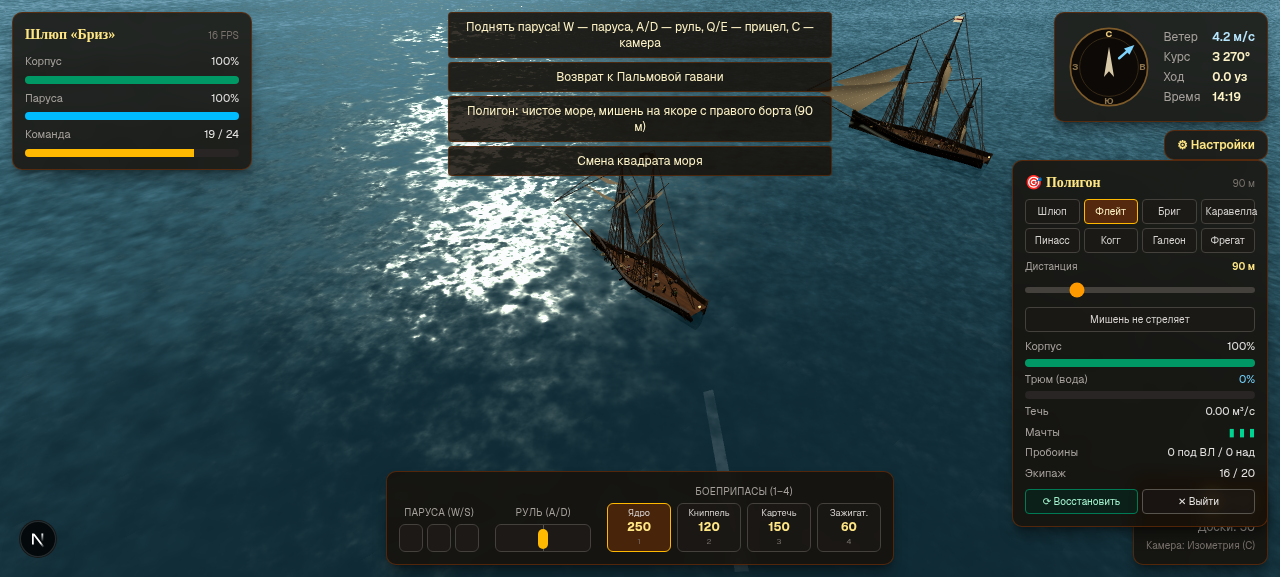 Шлюп «Бриз» 16 FPS
Корпус 100%
Паруса 100%
Команда 19 / 24
Поднять паруса! W — паруса, A/D — руль, Q/E — прицел, C —
камера
Возврат к Пальмовой гавани
Полигон: чистое море, мишень на якоре с правого борта (90
м)
Смена квадрата моря
С
З В
Ю
Ветер 4.2 м/с
Курс З 270°
Ход 0.0 уз
Время 14:19
⚙ Настройки
🎯 Полигон 90 м
Шлюп Флейт Бриг Каравелла
Пинасс Когг Галеон Фрегат
Дистанция 90 м
Мишень не стреляет
Корпус 100%
Трюм (вода) 0%
Течь 0.00 м³/с
Мачты
Пробоины 0 под ВЛ / 0 над
Экипаж 16 / 20
⟳ Восстановить ✕ Выйти
Камера: Изометрия (C)
БОЕПРИПАСЫ (1–4)
ПАРУСА (W/S) РУЛЬ (A/D)
Ядро Книппель Картечь Зажигат.
250 120 150 60
1 2 3 4
N